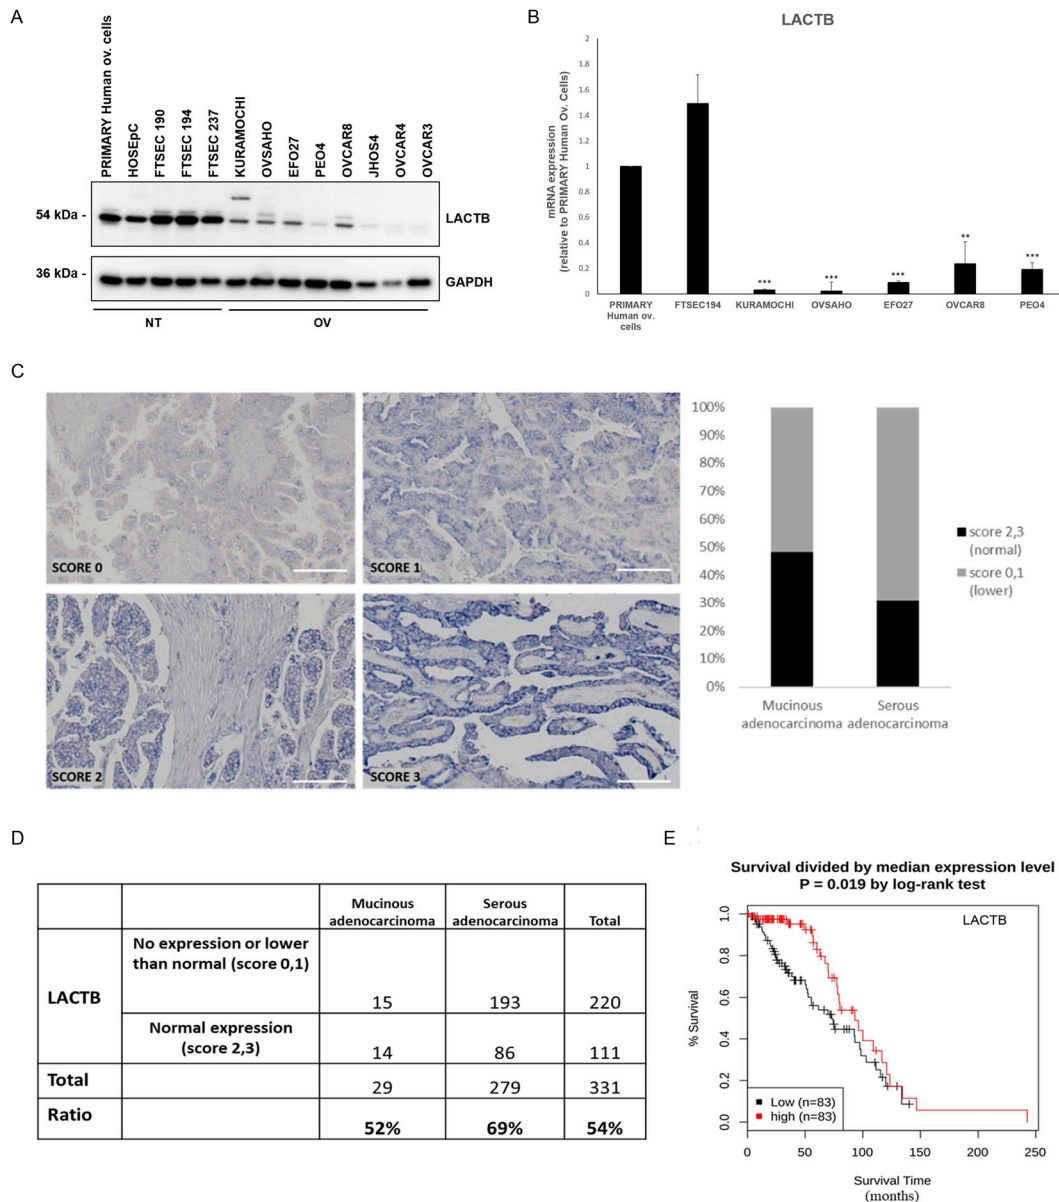 A
PRIMARY Human ov. cells
HOSEpC
FTSEC 190
FTSEC 194
FTSEC 237
KURAMOCHI
OVSAHO
EFO27
PEO4
OVCAR8
JHOS4
OVCAR4
OVCAR3
54 kDa -
LACTB
36 kDa -
GAPDH
NT
OV
B
LACTB
mRNA expression
(relative to PRIMARY Human Ov. Cells)
2
1.8
1.6
1.4
1.2
1
0.8
0.6
0.4
0.2
0
***
***
***
**
***
PRIMARY
Human ov.
cells
FTSEC194
KURAMOCHI
OVSAHO
EFO27
OVCAR8
PEO4
C
SCORE 0
SCORE 1
SCORE 2
SCORE 3
100%
90%
80%
70%
60%
50%
40%
30%
20%
10%
0%
Mucinous
adenocarcinoma
Serous
adenocarcinoma
score 2,3
(normal)
score 0,1
(lower)
D
Mucinous
adenocarcinoma
Serous
adenocarcinoma
Total
LACTB
No expression or lower
than normal (score 0,1)
15 193 220
Normal expression
(score 2,3)
14 86 111
Total 29 279 331
Ratio 52% 69% 54%
E
Survival divided by median expression level
P = 0.019 by log-rank test
LACTB
% Survival
1.0
0.8
0.6
0.4
0.2
0.0
Low (n=83)
high (n=83)
0 50 100 150 200 250
Survival Time
(months)